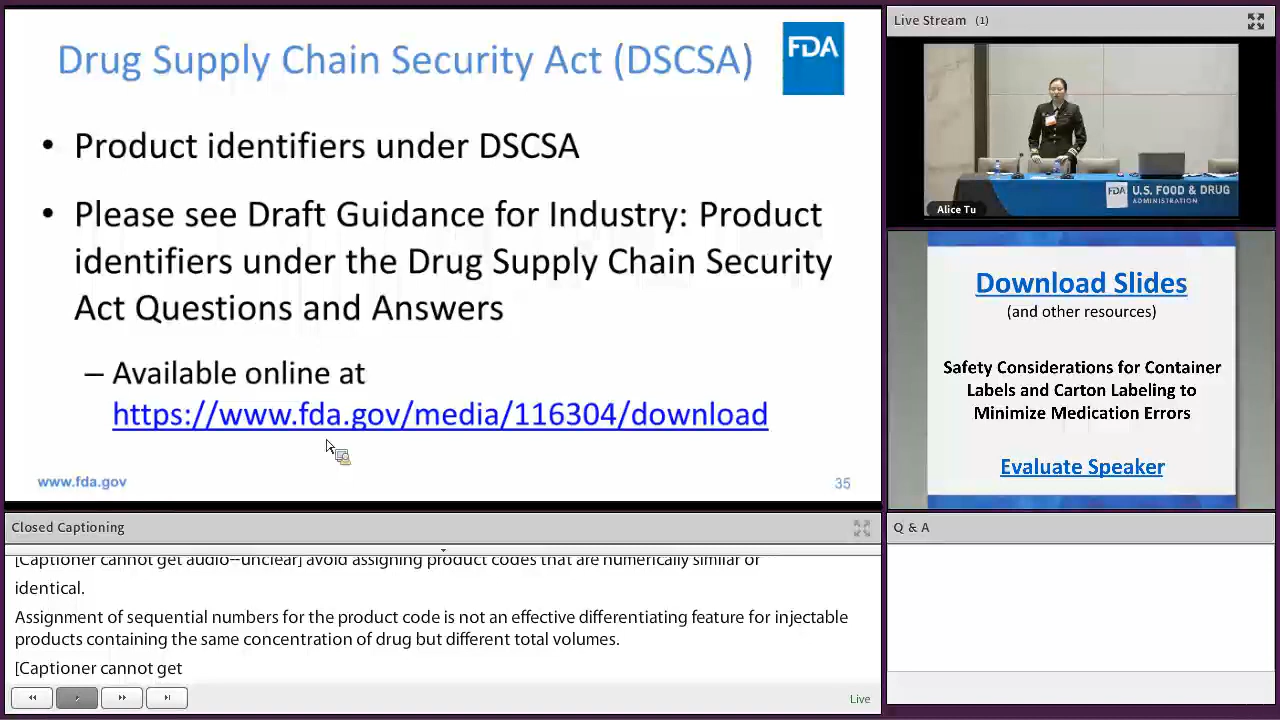 Drug Supply Chain Security Act (DSCSA)
FDA
• Product identifiers under DSCSA
• Please see Draft Guidance for Industry: Product
identifiers under the Drug Supply Chain Security
Act Questions and Answers
– Available online at
https://www.fda.gov/media/116304/download
www.fda.gov
35
Live Stream (1)
FDA U.S. FOOD & DRUG
ADMINISTRATION
Alice Tu
Download Slides
(and other resources)
Safety Considerations for Container
Labels and Carton Labeling to
Minimize Medication Errors
Evaluate Speaker
Closed Captioning
[Captioner cannot get audio--unclear] avoid assigning product codes that are numerically similar or
identical.
Assignment of sequential numbers for the product code is not an effective differentiating feature for injectable
products containing the same concentration of drug but different total volumes.
[Captioner cannot get
Live
Q & A